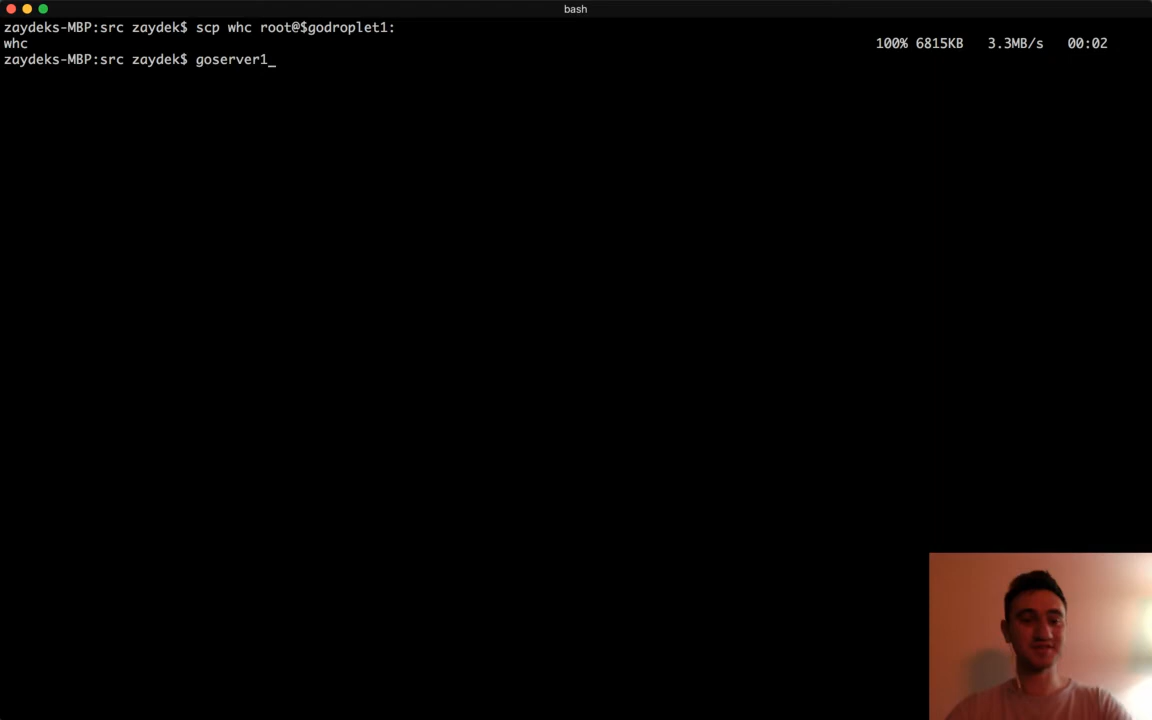 bash
zaydeks-MBP:src zaydek$ scp whc root@$godroplet1:
whc 100% 6815KB 3.3MB/s 00:02
zaydeks-MBP:src zaydek$ goserver1_